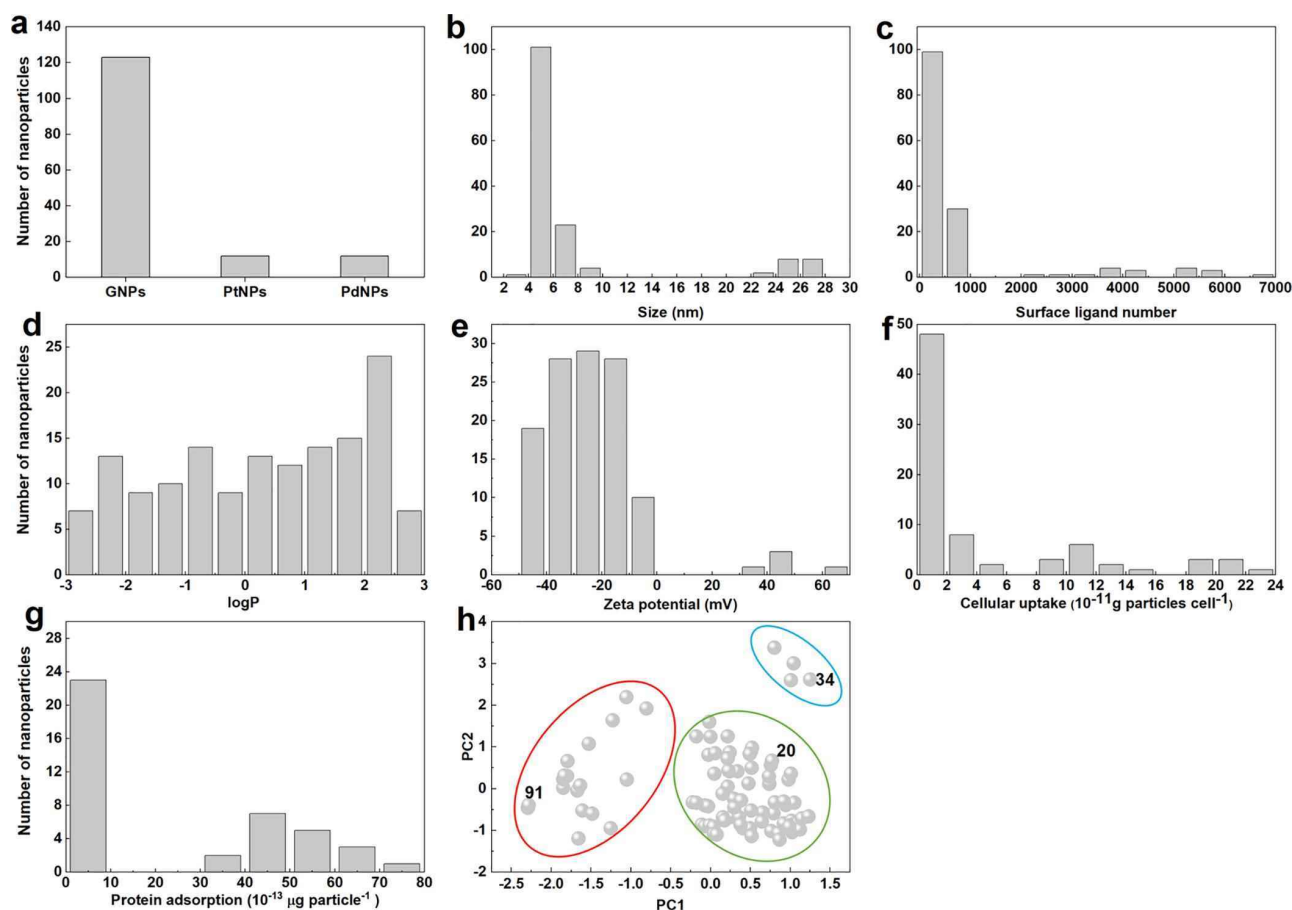 a
Number of nanoparticles
140
120
100
80
60
40
20
0
GNPs PtNPs PdNPs
b
100
80
60
40
20
0
2 4 6 8 10 12 14 16 18 20 22 24 26 28 30
Size (nm)
c
100
80
60
40
20
0
0 1000 2000 3000 4000 5000 6000 7000
Surface ligand number
d
Number of nanoparticles
25
20
15
10
5
0
-3 -2 -1 0 1 2 3
logP
e
30
25
20
15
10
5
0
-60 -40 -20 0 20 40 60
Zeta potential (mV)
f
50
40
30
20
10
0
0 2 4 6 8 10 12 14 16 18 20 22 24
Cellular uptake (10-11g particles cell-1)
g
Number of nanoparticles
28
24
20
16
12
8
4
0
0 10 20 30 40 50 60 70 80
Protein adsorption (10-13 μg particle-1)
h
PC2
4
3
2
1
0
-1
-2
34
20
91
-2.5 -2.0 -1.5 -1.0 -0.5 0.0 0.5 1.0 1.5
PC1